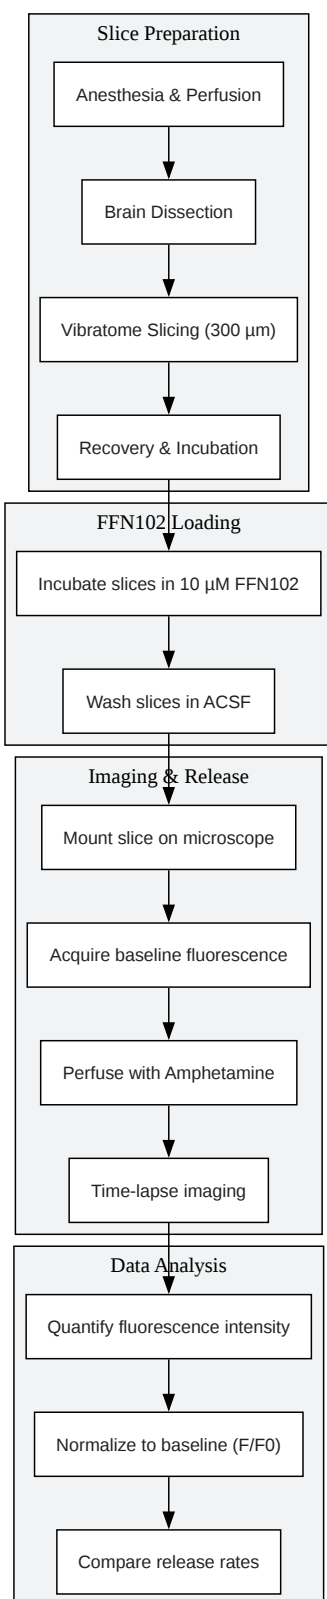 Slice Preparation
Anesthesia & Perfusion
Brain Dissection
Vibratome Slicing (300 µm)
Recovery & Incubation
FFN102 Loading
Incubate slices in 10 µM FFN102
Wash slices in ACSF
Imaging & Release
Mount slice on microscope
Acquire baseline fluorescence
Perfuse with Amphetamine
Time-lapse imaging
Data Analysis
Quantify fluorescence intensity
Normalize to baseline (F/F0)
Compare release rates